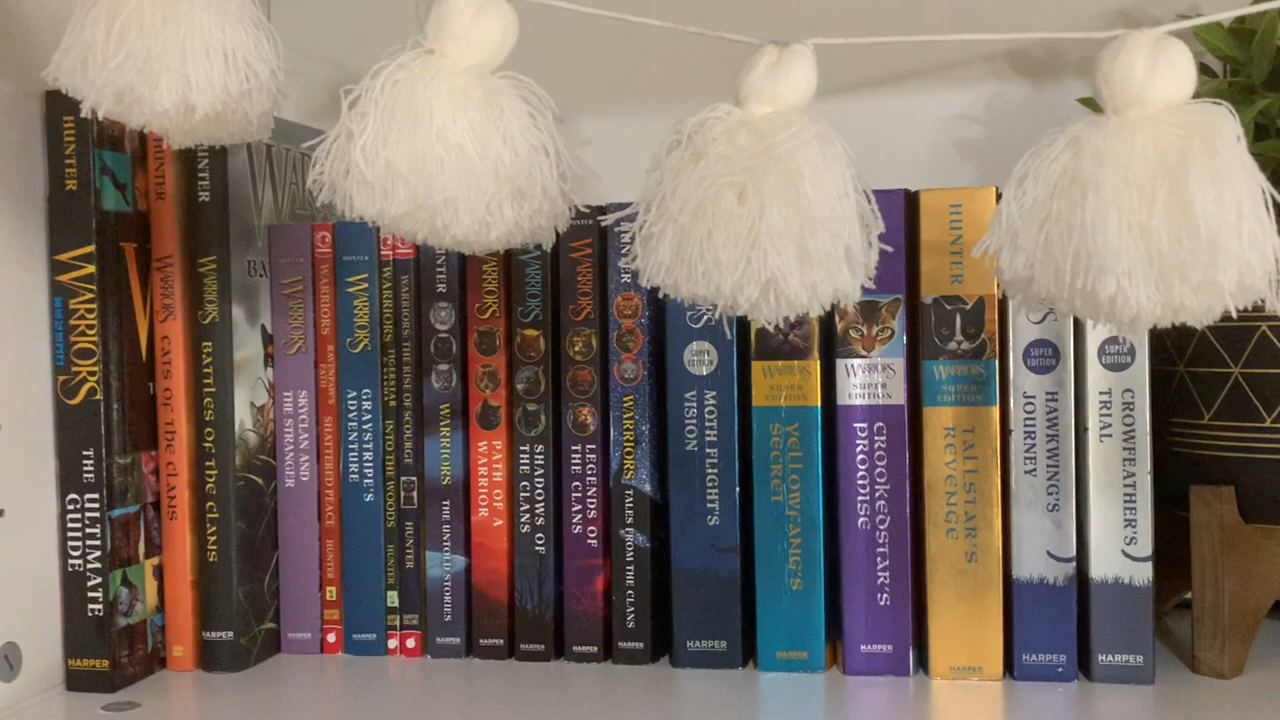 HUNTER
WARRIORS
THE ULTIMATE
GUIDE
HARPER
W
HUNTER
WARRIORS
CATS OF THE CLANS
WARRIORS
BATTLES OF THE CLANS
HARPER
WAR
BA
HUNTER
WARRIORS
SKYCLAN AND
THE STRANGER
HARPER
WARRIORS
RAVENPAW'S
PATH
SHATTERED PEACE
HUNTER
WARRIORS
GRAYSTRIPE'S
ADVENTURE
HARPER
WARRIORS
TIGERSTAR
INTO THE WOODS
HUNTER
WARRIORS: THE RISE OF SCOURGE
HUNTER
WARRIORS
THE UNTOLD STORIES
HARPER
WARRIORS
PATH OF A
WARRIOR
HARPER
WARRIORS
SHADOWS OF
THE CLANS
HARPER
WARRIORS
LEGENDS OF
THE CLANS
HARPER
HUNTER
WARRIORS
TALES FROM THE CLANS
HARPER
SUPER
EDITION
MOTH FLIGHT'S
VISION
HARPER
WARRIORS
SUPER
EDITION
YELLOWFANG'S
SECRET
WARRIORS
SUPER
EDITION
CROOKEDSTAR'S
PROMISE
HARPER
HUNTER
WARRIORS
SUPER
EDITION
TALLSTAR'S
REVENGE
HARPER
SUPER
EDITION
HAWKWING'S
JOURNEY
HARPER
SUPER
EDITION
CROWFEATHER'S
TRIAL
HARPER